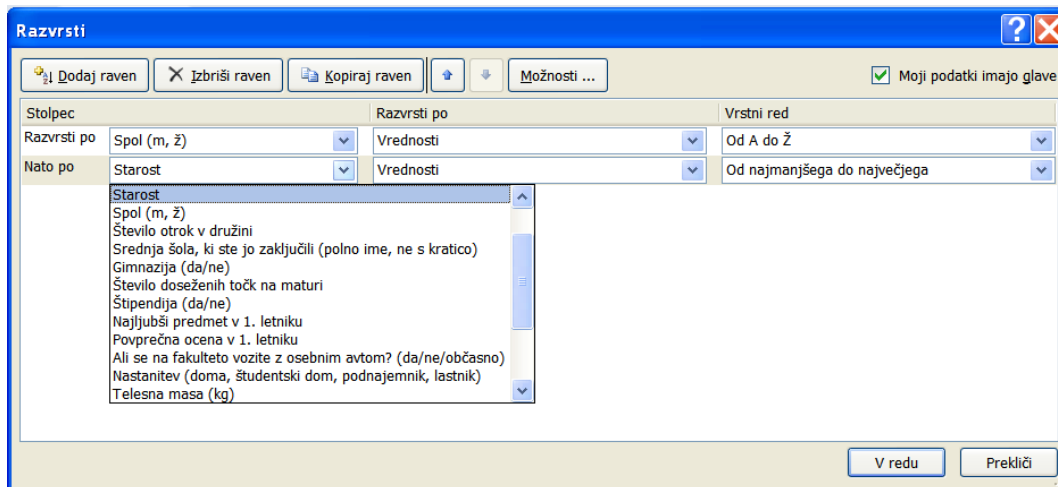 Razvrsti
Dodaj raven Izbriši raven Kopiraj raven Možnosti ... Moji podatki imajo glave
Stolpec Razvrsti po Vrstni red
Razvrsti po Spol (m, ž) Vrednosti Od A do Ž
Nato po Starost Vrednosti Od najmanjšega do največjega
Starost
Spol (m, ž)
Število otrok v družini
Srednja šola, ki ste jo zaključili (polno ime, ne s kratico)
Gimnazija (da/ne)
Število doseženih točk na maturi
Štipendija (da/ne)
Najljubši predmet v 1. letniku
Povprečna ocena v 1. letniku
Ali se na fakulteto vozite z osebnim avtom? (da/ne/občasno)
Nastanitev (doma, študentski dom, podnajemnik, lastnik)
Telesna masa (kg)
V redu Prekliči